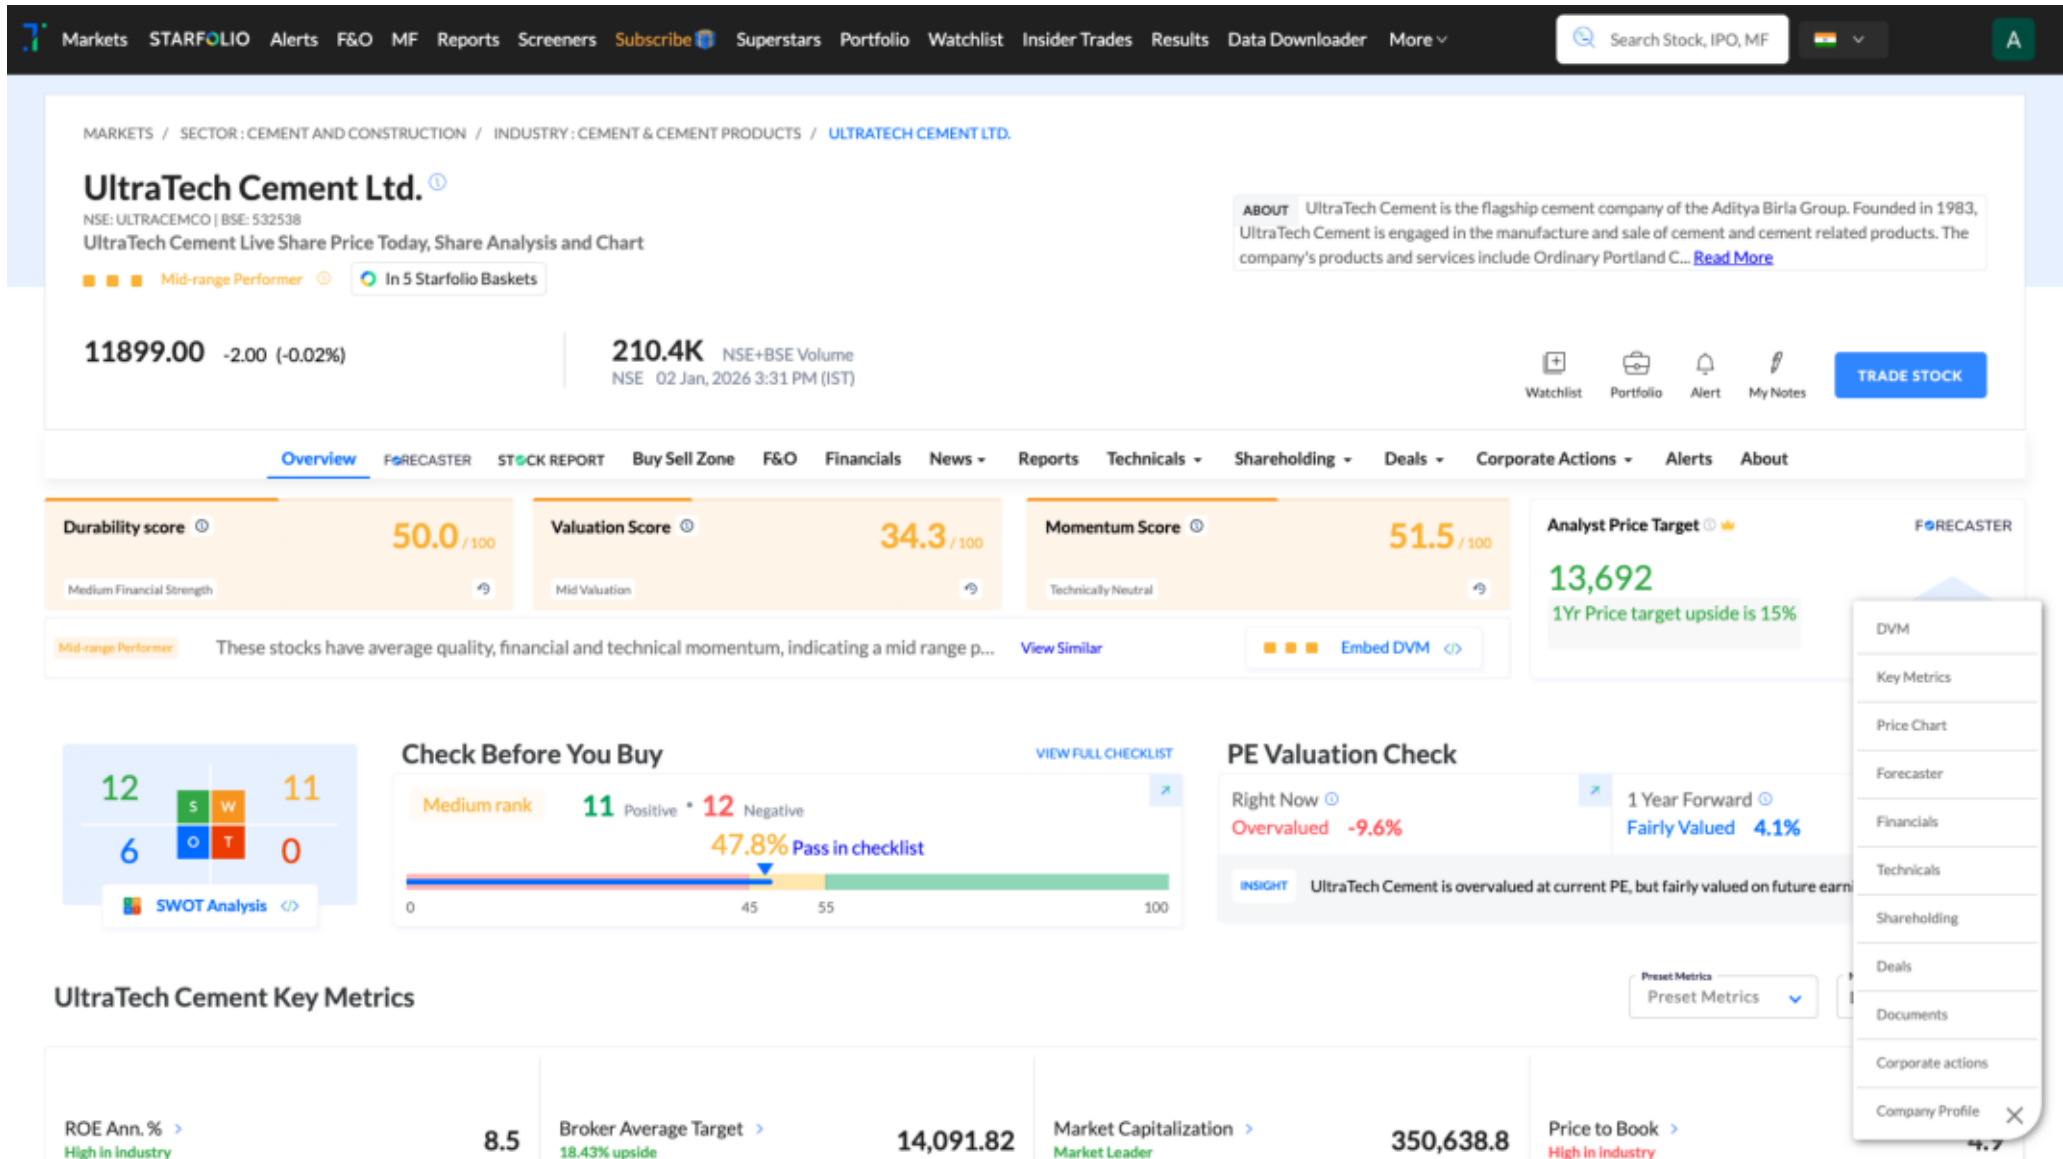 Markets STARFOLIO Alerts F&O MF Reports Screeners Subscribe Superstars Portfolio Watchlist Insider Trades Results Data Downloader More Search Stock, IPO, MF A
MARKETS / SECTOR : CEMENT AND CONSTRUCTION / INDUSTRY : CEMENT & CEMENT PRODUCTS / ULTRATECH CEMENT LTD.
UltraTech Cement Ltd.
NSE: ULTRACEMCO | BSE: 532538
UltraTech Cement Live Share Price Today, Share Analysis and Chart
Mid-range Performer In 5 Starfolio Baskets
ABOUT UltraTech Cement is the flagship cement company of the Aditya Birla Group. Founded in 1983,
UltraTech Cement is engaged in the manufacture and sale of cement and cement related products. The
company's products and services include Ordinary Portland C... Read More
11899.00 -2.00 (-0.02%)
210.4K NSE+BSE Volume
NSE 02 Jan, 2026 3:31 PM (IST)
Watchlist Portfolio Alert My Notes TRADE STOCK
Overview FORECASTER STOCK REPORT Buy Sell Zone F&O Financials News Reports Technicals Shareholding Deals Corporate Actions Alerts About
Durability score 50.0 / 100
Medium Financial Strength
Valuation Score 34.3 / 100
Mid Valuation
Momentum Score 51.5 / 100
Technically Neutral
Analyst Price Target FORECASTER
13,692
1Yr Price target upside is 15%
Mid-range Performer These stocks have average quality, financial and technical momentum, indicating a mid range p... View Similar Embed DVM </>
12 11
S W
O T
6 0
SWOT Analysis </>
Check Before You Buy VIEW FULL CHECKLIST
Medium rank 11 Positive • 12 Negative
47.8% Pass in checklist
0 45 55 100
PE Valuation Check
Right Now
Overvalued -9.6%
1 Year Forward
Fairly Valued 4.1%
INSIGHT UltraTech Cement is overvalued at current PE, but fairly valued on future earni
DVM
Key Metrics
Price Chart
Forecaster
Financials
Technicals
Shareholding
Deals
Documents
Corporate actions
Company Profile
UltraTech Cement Key Metrics
Preset Metrics
Preset Metrics
ROE Ann. % 8.5
High in industry
Broker Average Target 14,091.82
18.43% upside
Market Capitalization 350,638.8
Market Leader
Price to Book 4.9
High in industry